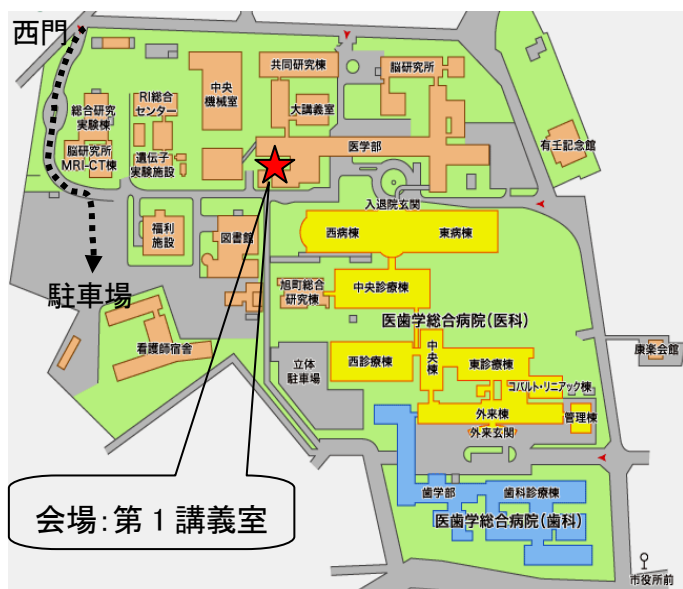 西門
共同研究棟
脳研究所
中央
機械室
RI総合
センター
総合研究
実験棟
大講義室
脳研究所
MRI-CT棟
遺伝子
実験施設
医学部
有壬記念館
入退院玄関
福利
施設
図書館
西病棟
東病棟
駐車場
旭町総合
研究棟
中央診療棟
医歯学総合病院(医科)
看護師宿舎
立体
駐車場
西診療棟
中央棟
東診療棟
康楽会館
コバルト・リニアック棟
外来棟
管理棟
外来玄関
会場:第1講義室
歯学部
歯科診療棟
医歯学総合病院(歯科)
市役所前